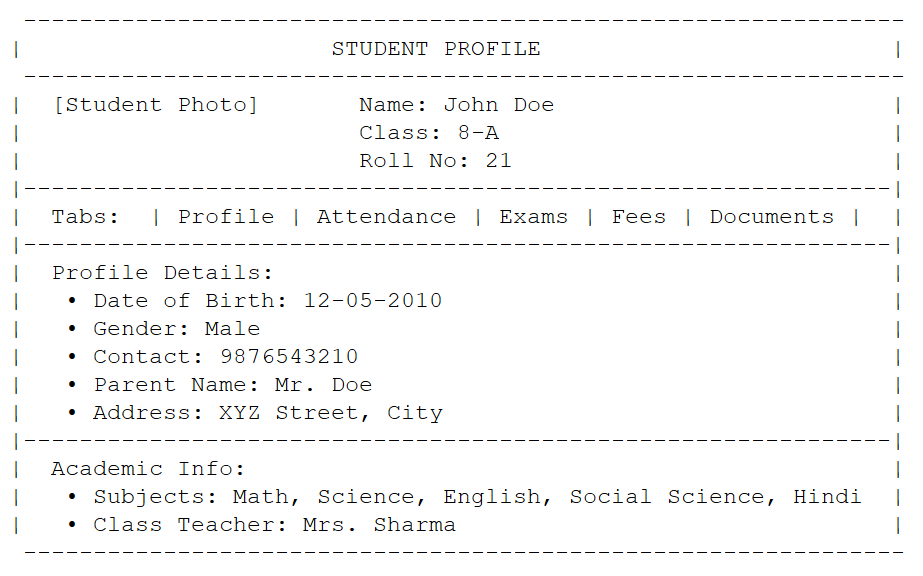 STUDENT PROFILE
[Student Photo] Name: John Doe
Class: 8-A
Roll No: 21
Tabs: | Profile | Attendance | Exams | Fees | Documents |
Profile Details:
• Date of Birth: 12-05-2010
• Gender: Male
• Contact: 9876543210
• Parent Name: Mr. Doe
• Address: XYZ Street, City
Academic Info:
• Subjects: Math, Science, English, Social Science, Hindi
• Class Teacher: Mrs. Sharma